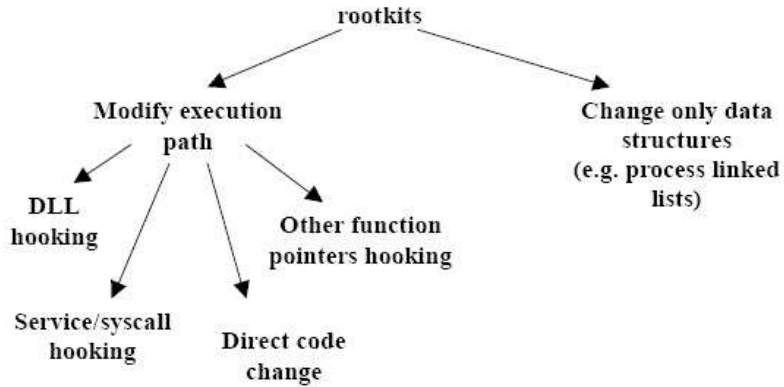 rootkits
Modify execution
path
Change only data
structures
(e.g. process linked
lists)
DLL
hooking
Other function
pointers hooking
Service/syscall
hooking
Direct code
change